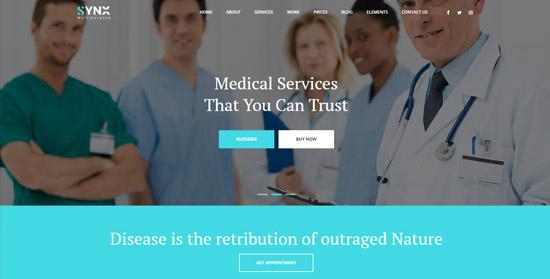 SYNX
Multipurpose
HOME ABOUT SERVICES WORK PRICES BLOG ELEMENTS CONTACT US
Medical Services
That You Can Trust
FEATURES BUY NOW
Disease is the retribution of outraged Nature
GET APPOINTMENT